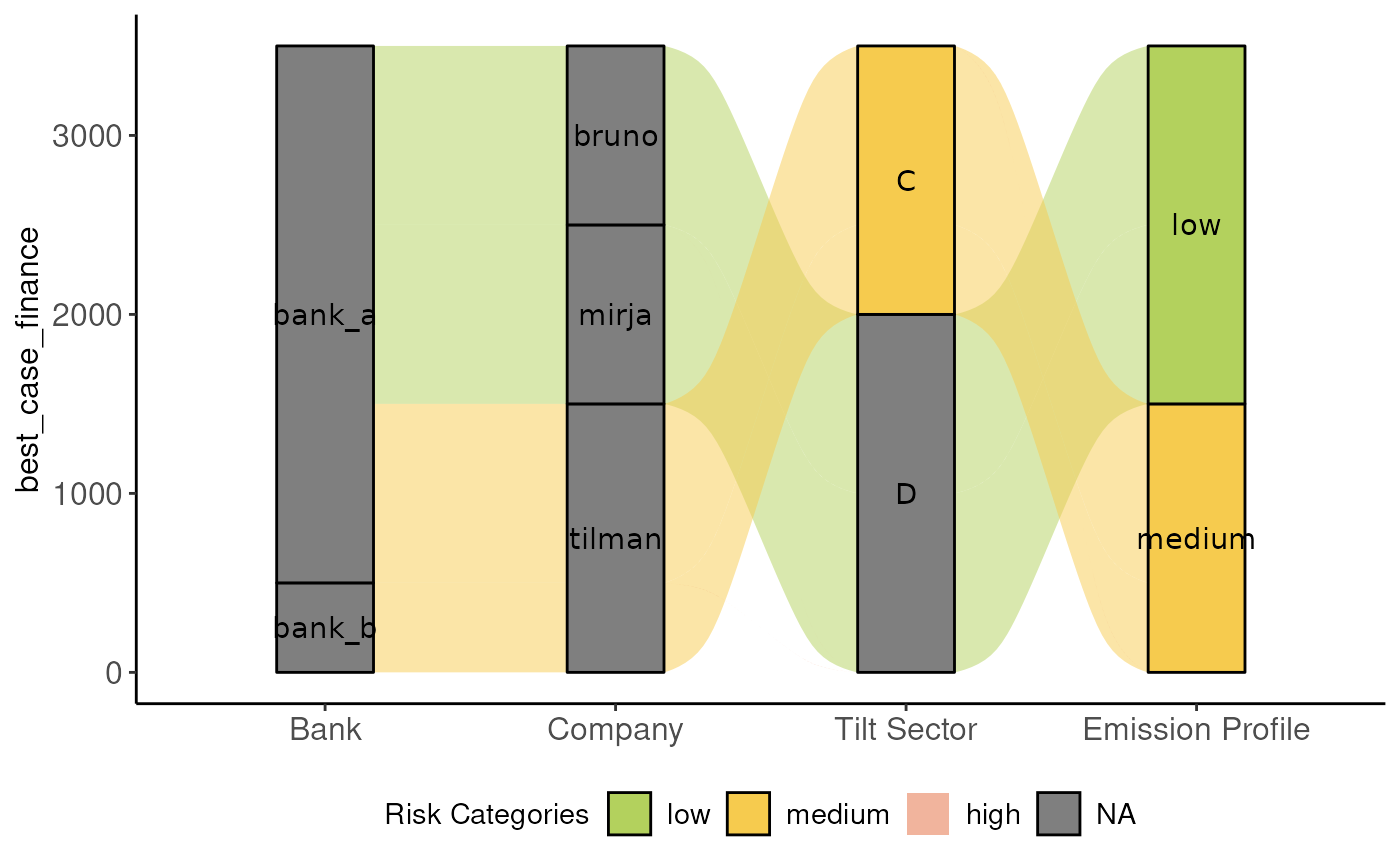 best_case_finance
3000
2000
1000
0
bank_a
bank_b
bruno
mirja
tilman
C
D
low
medium
Bank
Company
Tilt Sector
Emission Profile
Risk Categories low medium high NA